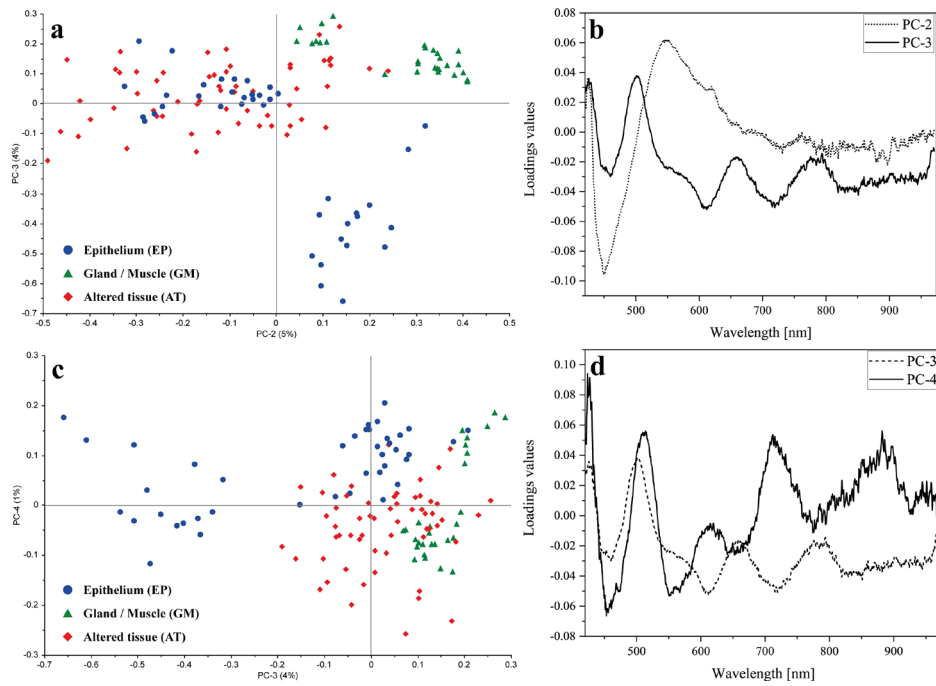 a
0.3
0.2
0.1
0
-0.1
-0.2
-0.3
-0.4
-0.5
-0.6
-0.7
PC-3 (4%)
Epithelium (EP)
Gland / Muscle (GM)
Altered tissue (AT)
-0.5 -0.4 -0.3 -0.2 -0.1 0 0.1 0.2 0.3 0.4 0.5
PC-2 (5%)
b
PC-2
PC-3
0.08
0.06
0.04
0.02
0.00
-0.02
-0.04
-0.06
-0.08
-0.10
Loadings values
500 600 700 800 900
Wavelength [nm]
c
0.3
0.2
0.1
0
-0.1
-0.2
-0.3
PC-4 (1%)
Epithelium (EP)
Gland / Muscle (GM)
Altered tissue (AT)
-0.7 -0.6 -0.5 -0.4 -0.3 -0.2 -0.1 0 0.1 0.2 0.3
PC-3 (4%)
d
PC-3
PC-4
0.10
0.08
0.06
0.04
0.02
0.00
-0.02
-0.04
-0.06
0.08
Loadings values
500 600 700 800 900
Wavelength [nm]